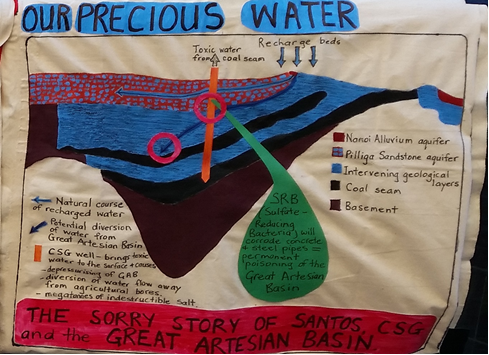 OUR PRECIOUS WATER
Toxic water
from coal seam
Recharge beds
Naroi Alluvium aquifer
Pilliga Sandstone aquifer
Intervening geological
layers
Coal seam
Basement
Natural course
of recharged water
Potential diversion
of water from
Great Artesian Basin
CSG well - brings toxic
water to the surface & causes
- depressurising of GAB
- diversion of water flow away
from agricultural bores.
- megatonnes of indestructible salt.
SRB
(Sulfate-
Reducing
Bacteria) will
corrode concrete
& steel pipes =
permanent
poisoning of the
Great Artesian
Basin
THE SORRY STORY OF SANTOS, CSG
and the GREAT ARTESIAN BASIN.